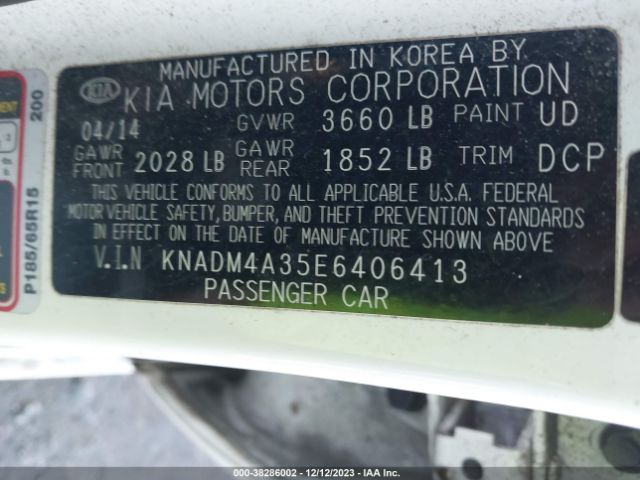 MANUFACTURED IN KOREA BY
KIA KIA MOTORS CORPORATION
04/14 GVWR 3660 LB PAINT UD
GAWR FRONT 2028 LB GAWR REAR 1852 LB TRIM DCP
THIS VEHICLE CONFORMS TO ALL APPLICABLE U.S.A. FEDERAL
MOTOR VEHICLE SAFETY, BUMPER, AND THEFT PREVENTION STANDARDS
IN EFFECT ON THE DATE OF MANUFACTURE SHOWN ABOVE
V.I.N KNADM4A35E6406413
PASSENGER CAR
P185/65R15 200
000-38286002 - 12/12/2023 - IAA Inc.